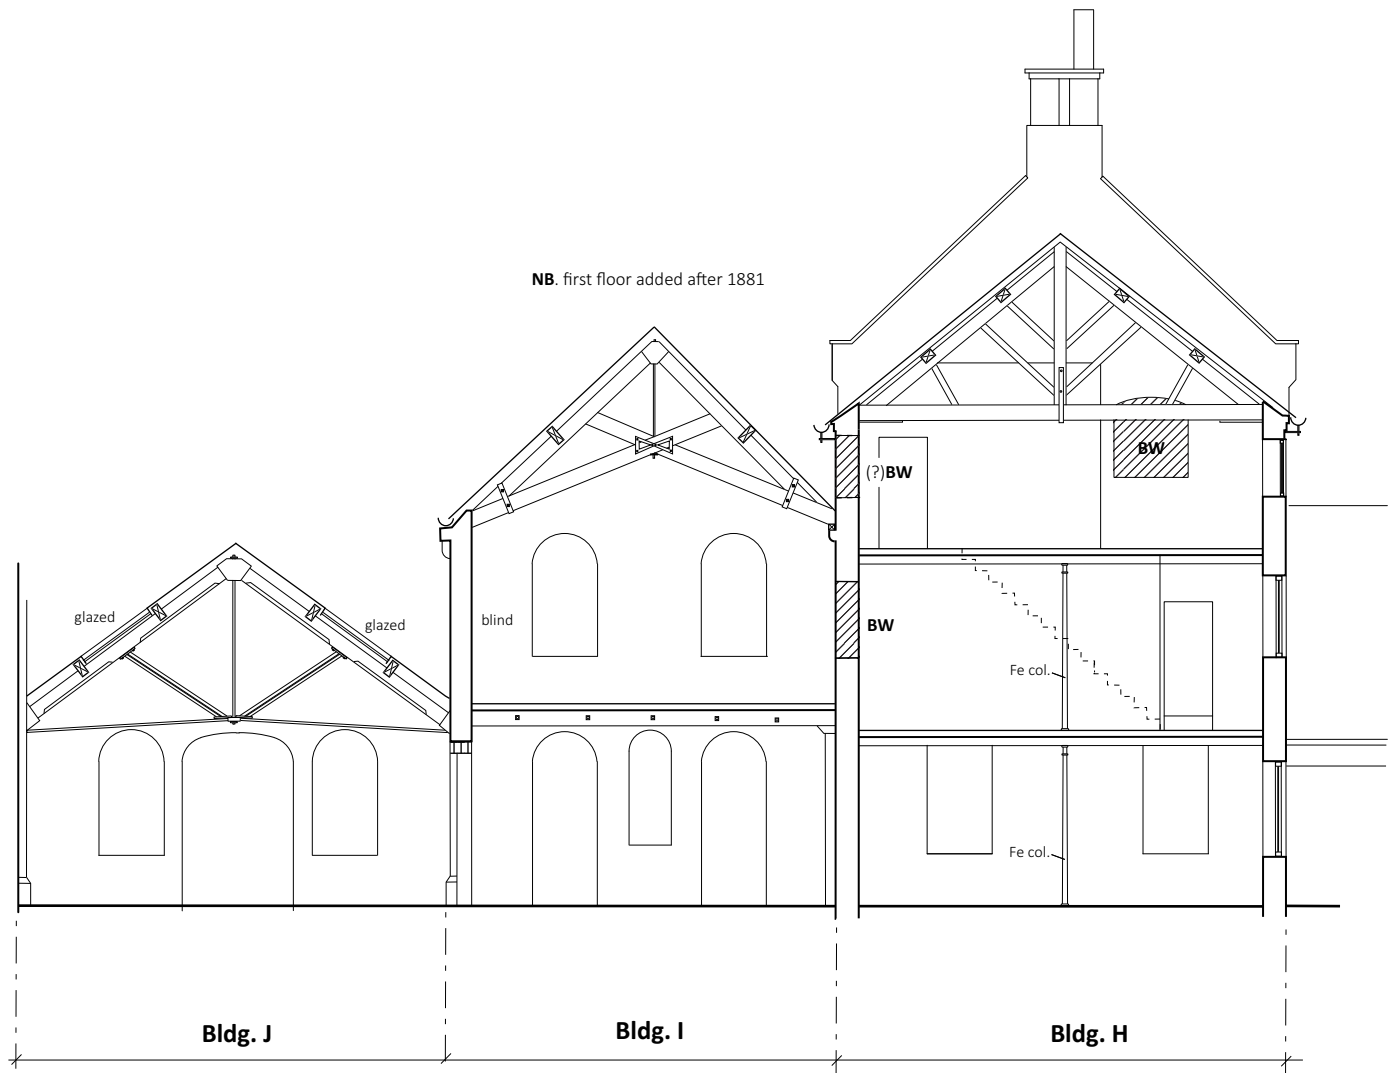 NB. first floor added after 1881
(?)BW
BW
glazed
glazed
blind
BW
Fe col.
Fe col.
Bldg. J
Bldg. I
Bldg. H